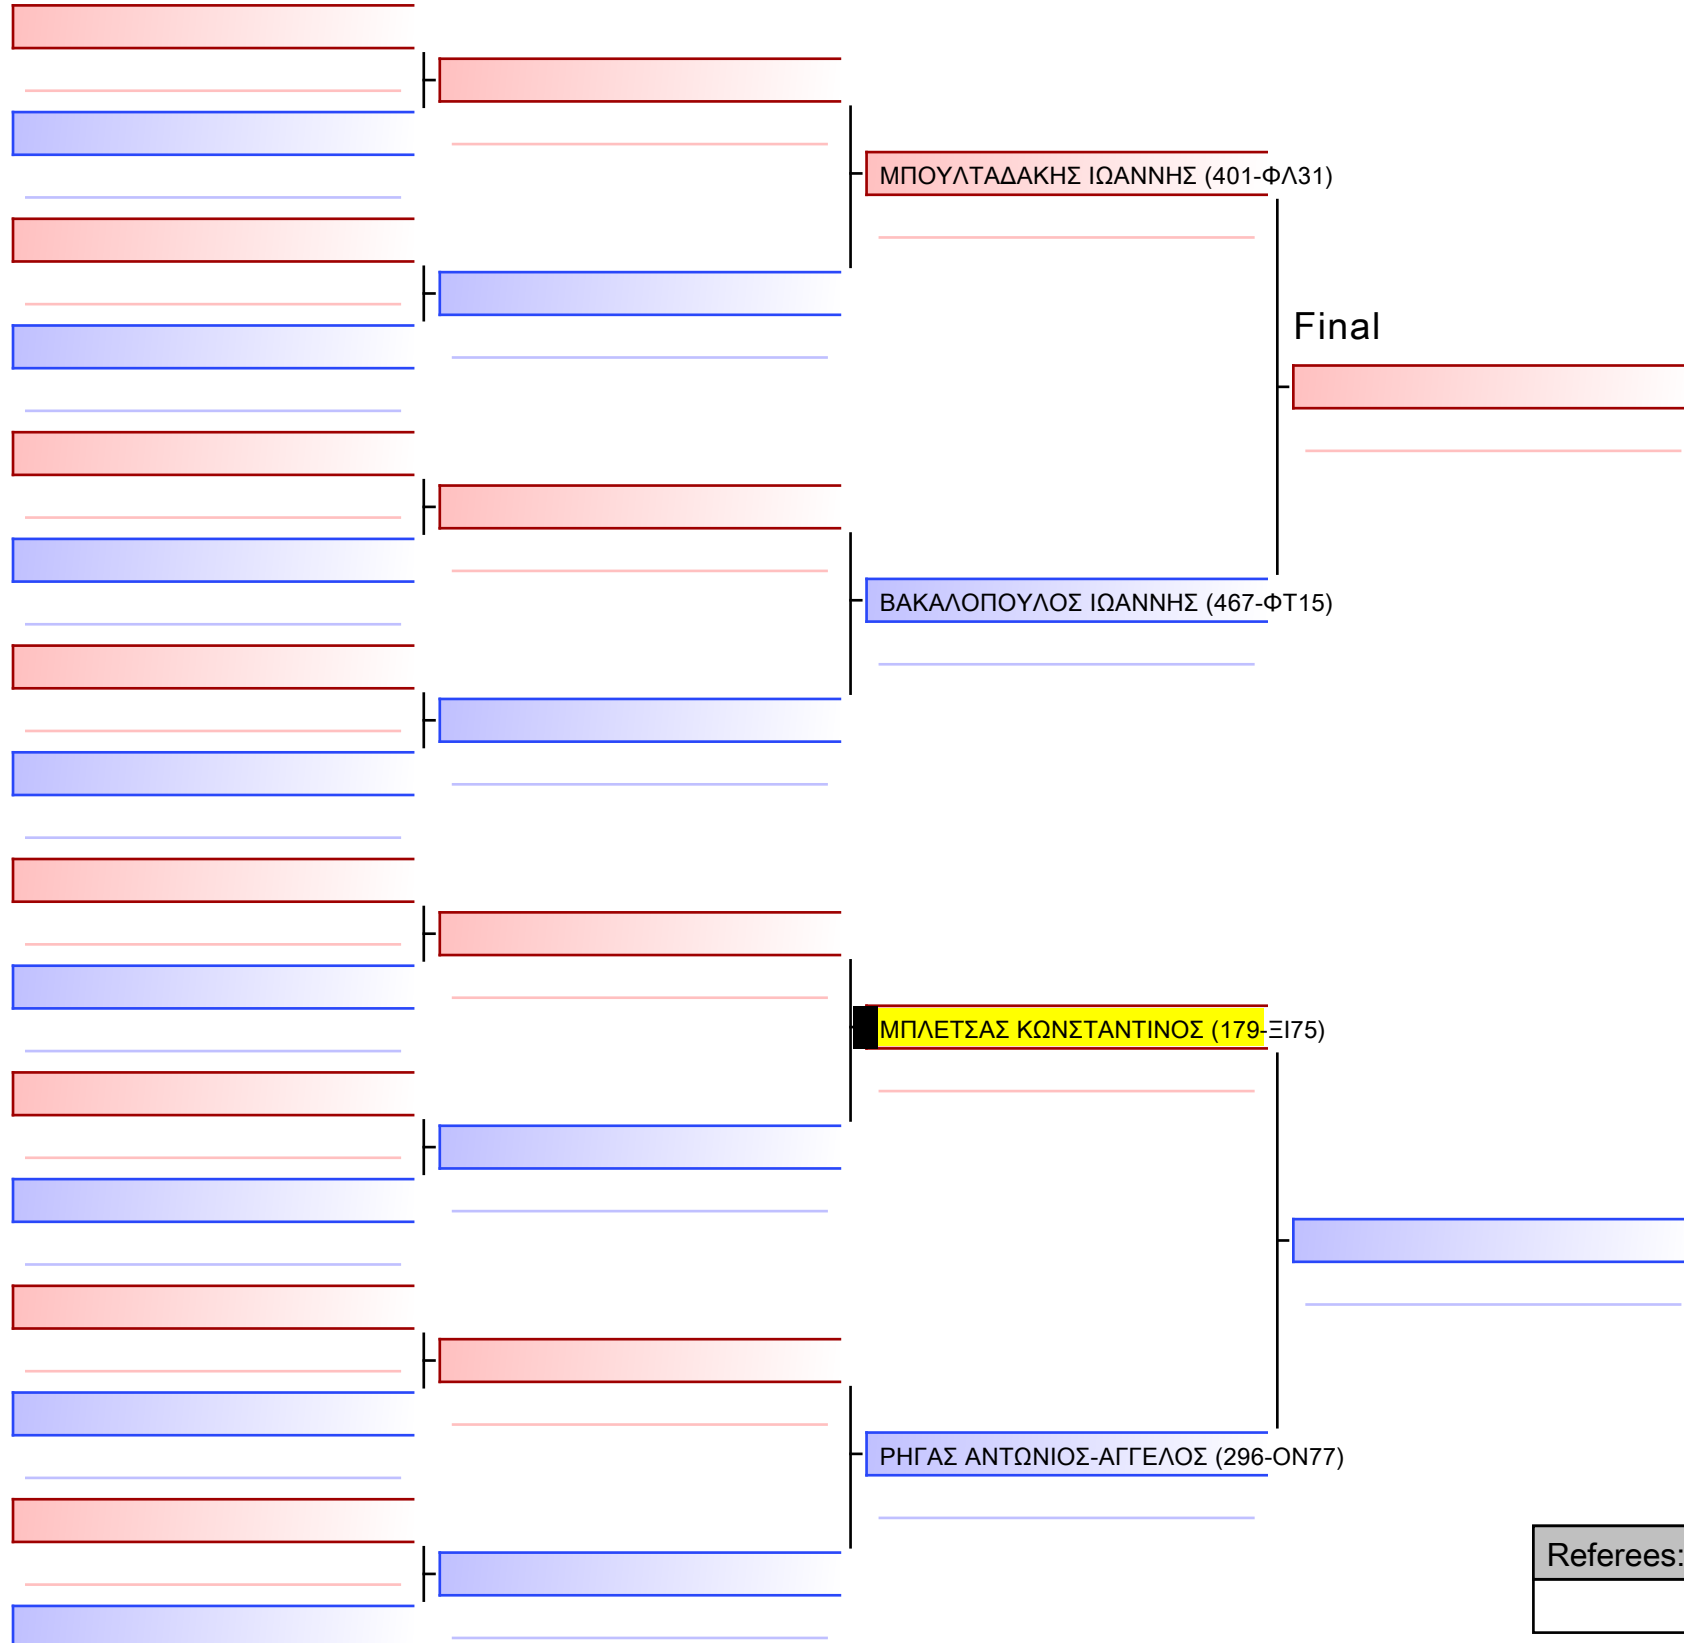 ΜΠΟΥΛΤΑΔΑΚΗΣ ΙΩΑΝΝΗΣ (401-ΦΛ31)
Final
ΒΑΚΑΛΟΠΟΥΛΟΣ ΙΩΑΝΝΗΣ (467-ΦΤ15)
ΜΠΛΕΤΣΑΣ ΚΩΝΣΤΑΝΤΙΝΟΣ (179-ΞΙ75)
ΡΗΓΑΣ ΑΝΤΩΝΙΟΣ-ΑΓΓΕΛΟΣ (296-ΟΝ77)
Referees: